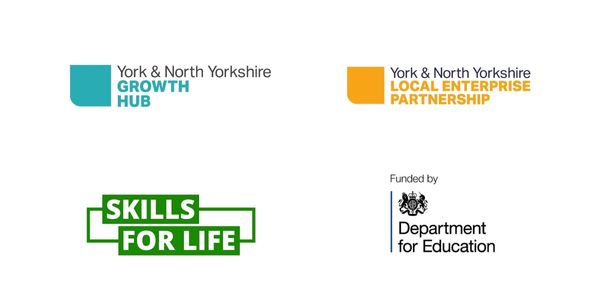 York & North Yorkshire
GROWTH
HUB
York & North Yorkshire
LOCAL ENTERPRISE
PARTNERSHIP
SKILLS
FOR LIFE
Funded by
Department
for Education